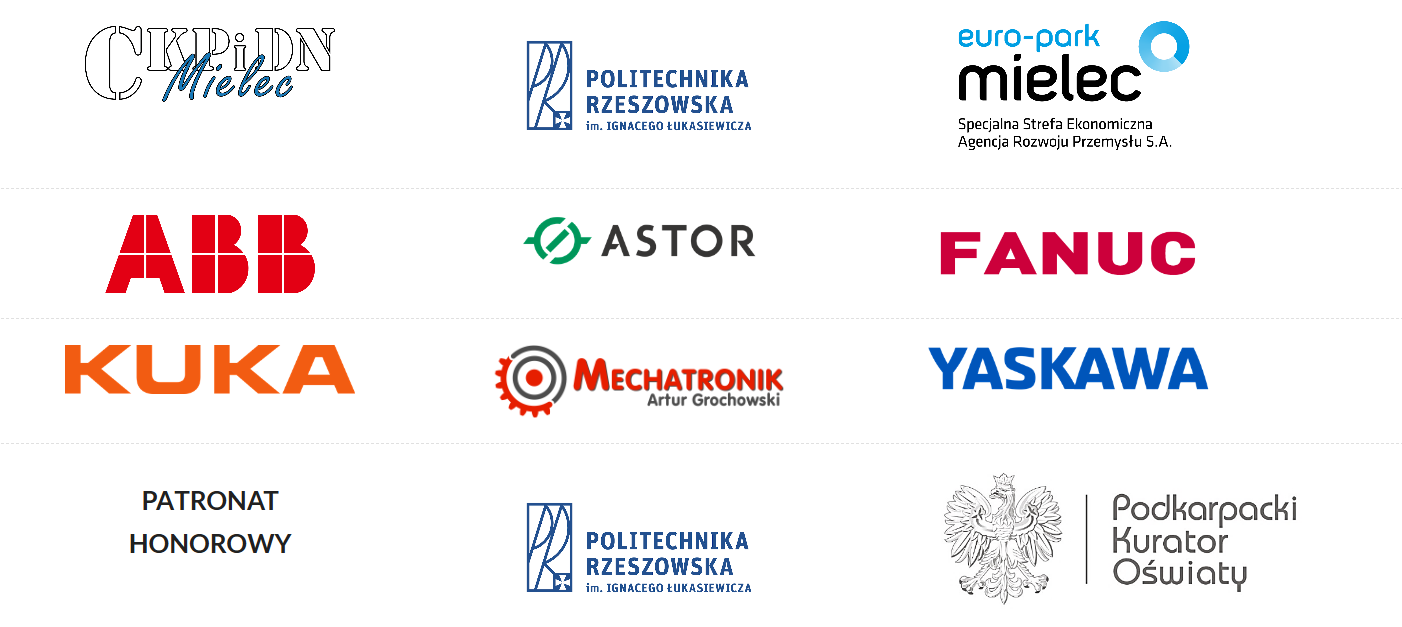 CKPiDN
Mielec
POLITECHNIKA
RZESZOWSKA
im. IGNACEGO ŁUKASIEWICZA
euro-park
mielec
Specjalna Strefa Ekonomiczna
Agencja Rozwoju Przemysłu S.A.
ABB
ASTOR
FANUC
KUKA
MECHATRONIK
Artur Grochowski
YASKAWA
PATRONAT
HONOROWY
POLITECHNIKA
RZESZOWSKA
im. IGNACEGO ŁUKASIEWICZA
Podkarpacki
Kurator
Oświaty